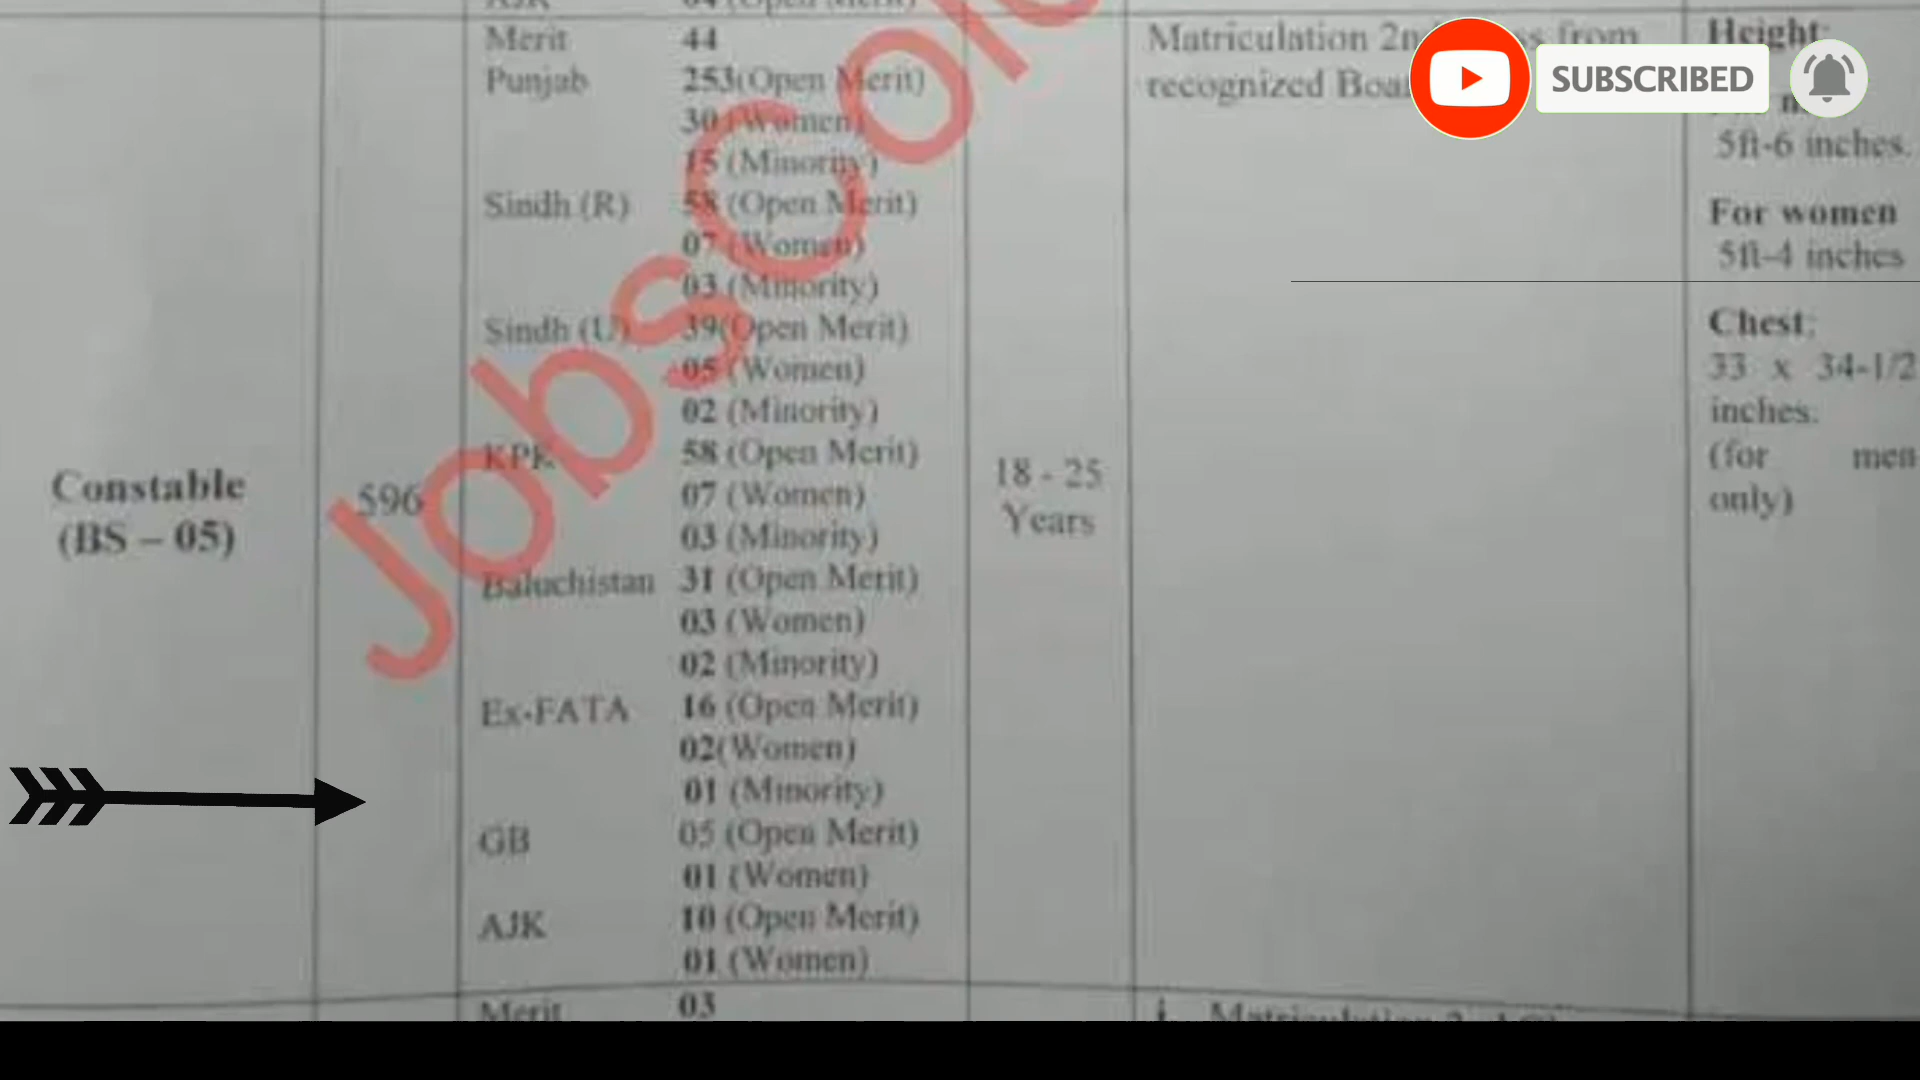 Merit 44
Punjab 253(Open Merit)
30 (Women)
15 (Minority)
Sindh (R) 58 (Open Merit)
07 (Women)
03 (Minority)
Sindh (U) 39(Open Merit)
05 (Women)
02 (Minority)
KPK 58 (Open Merit)
07 (Women)
03 (Minority)
Baluchistan 31 (Open Merit)
03 (Women)
02 (Minority)
Ex-FATA 16 (Open Merit)
02(Women)
01 (Minority)
GB 05 (Open Merit)
01 (Women)
AJK 10 (Open Merit)
01 (Women)
Constable
(BS – 05)
596
18 - 25
Years
Matriculation from
recognized
Height:
5ft-6 inches.
For women
5ft-4 inches
Chest:
33 x 34-1/2
inches.
(for men
only)
Merit 03
SUBSCRIBED